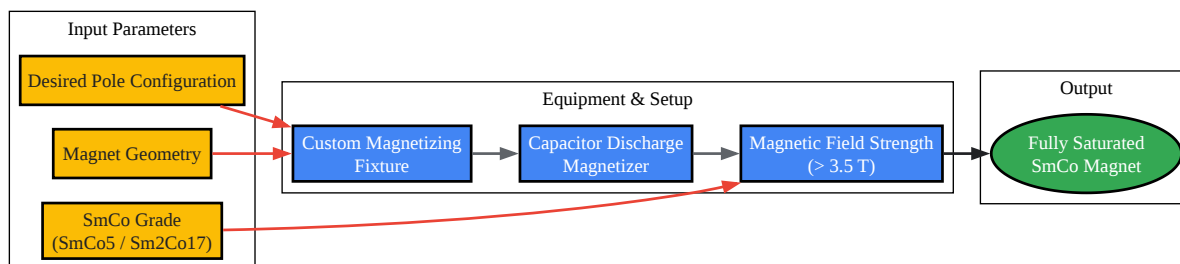 Input Parameters
Desired Pole Configuration
Magnet Geometry
SmCo Grade
(SmCo5 / Sm2Co17)
Equipment & Setup
Custom Magnetizing
Fixture
Capacitor Discharge
Magnetizer
Magnetic Field Strength
(> 3.5 T)
Output
Fully Saturated
SmCo Magnet